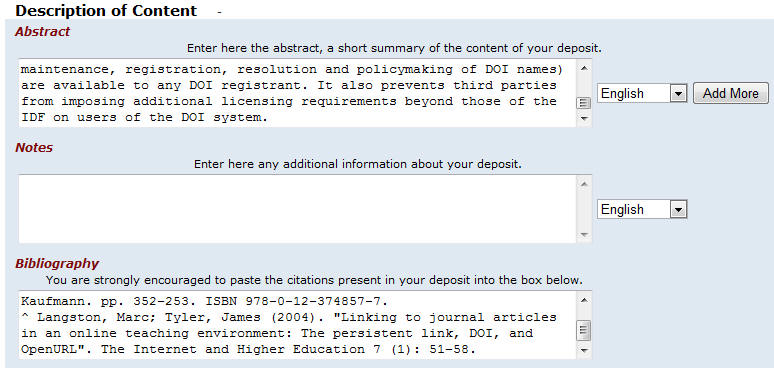 Description of Content -
Abstract
Enter here the abstract, a short summary of the content of your deposit.
maintenance, registration, resolution and policymaking of DOI names)
are available to any DOI registrant. It also prevents third parties
from imposing additional licensing requirements beyond those of the
IDF on users of the DOI system.
English
Add More
Notes
Enter here any additional information about your deposit.
English
Bibliography
You are strongly encouraged to paste the citations present in your deposit into the box below.
Kaufmann. pp. 352-253. ISBN 978-0-12-374857-7.
^ Langston, Marc; Tyler, James (2004). "Linking to journal articles
in an online teaching environment: The persistent link, DOI, and
OpenURL". The Internet and Higher Education 7 (1): 51-58.